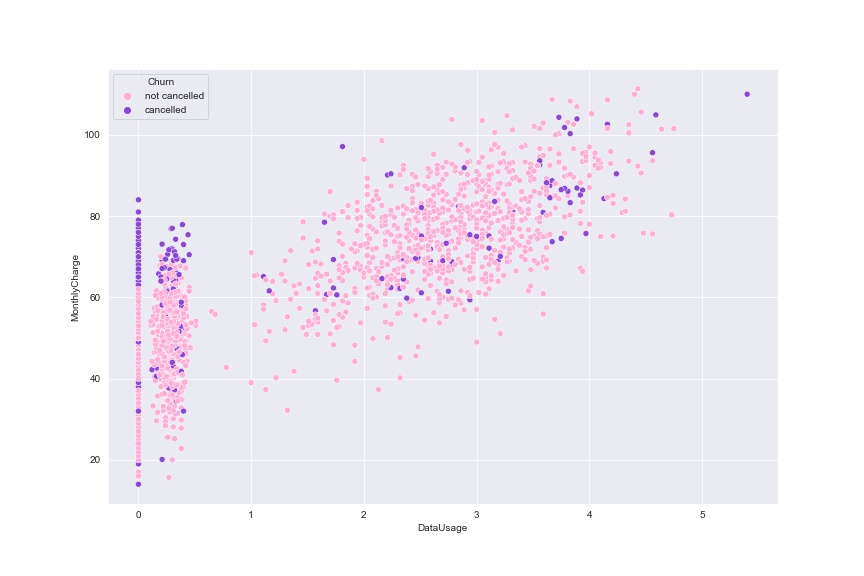 Churn
not cancelled
cancelled
100
80
60
40
20
MonthlyCharge
0 1 2 3 4 5
DataUsage